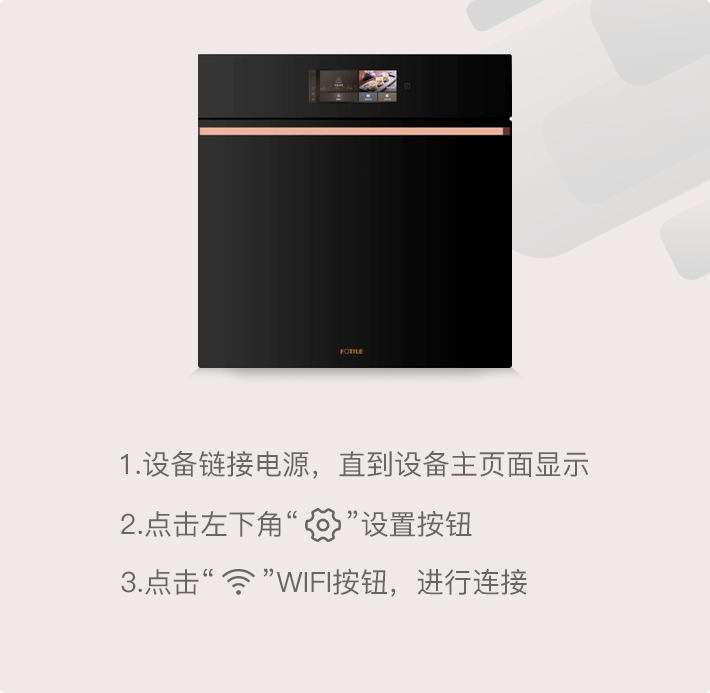 FOTILE
1.设备链接电源，直到设备主页面显示
2.点击左下角“ ”设置按钮
3.点击“ ”WIFI按钮，进行连接